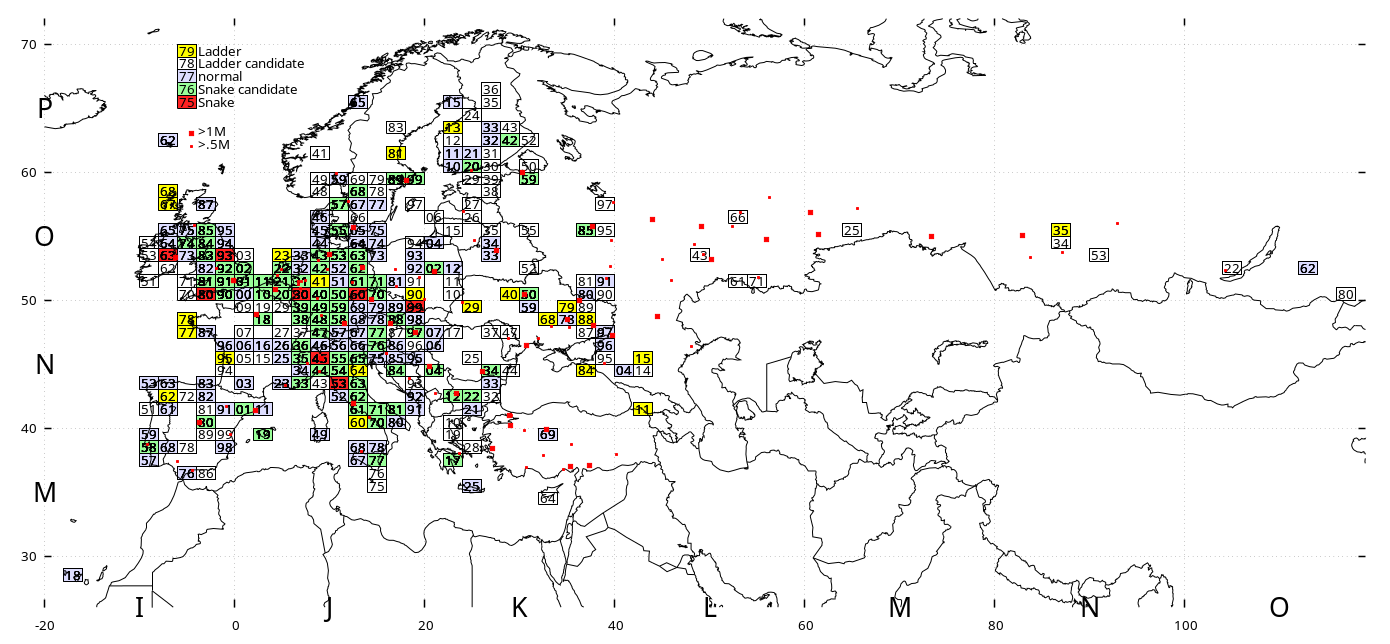 70
79 Ladder
78 Ladder candidate
77 normal
76 Snake candidate
75 Snake
36
65 15 35
P
24
>1M
83 13 33 43
>.5M
62 12 32 42 52
41 81 11 21 31
10 20 30 50
60
49 59 69 79 89 99 29 39 59
68 48 68 78 38
67 87 57 67 77 97 27 97
46 56 66 06 26 66
65 75 85 95 45 55 65 75 05 15 35 55 85 95 25 35
O
54 64 74 84 94 44 64 74 94 04 34 34
53 63 73 83 93 03 23 33 43 53 63 73 93 33 43 53
62 82 92 02 22 32 42 52 62 92 02 12 52 22 62
51 71 81 91 01 11 21 31 41 51 61 71 81 91 11 81 91 61 71
50
70 80 90 00 10 20 30 40 50 60 70 90 10 40 50 80 90 80
09 19 29 39 49 59 69 79 89 99 29 59 79 89
78 18 38 48 58 68 78 88 98 68 78 88
77 87 07 27 37 47 57 67 77 87 97 07 17 37 47 87 97
96 06 16 26 36 46 56 66 76 86 96 06 96
N
95 05 15 25 35 45 55 65 75 85 95 25 95 15
94 34 44 54 64 84 04 34 44 84 04 14
53 63 83 03 23 33 43 53 63 93 33
62 72 82 52 62 92 12 22 32
51 61 81 91 01 11 61 71 81 91 21 11
40
80 60 70 80 10
59 89 99 19 49 19 69
58 68 78 98 68 78 28
57 67 77 17
76 86 76
M
75 25
64
30
18
I J K L M N O
-20 0 20 40 60 80 100